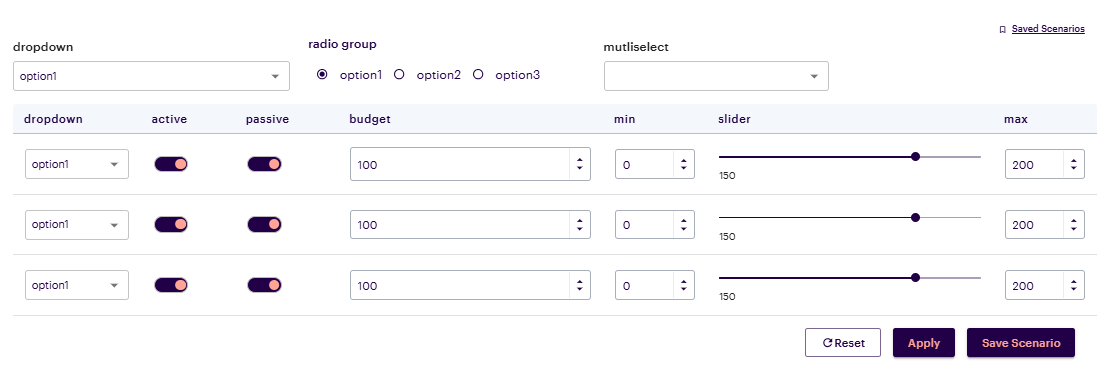 Saved Scenarios
dropdown radio group mutliselect
option1 option1 option2 option3
dropdown active passive budget min slider max
option1 100 0 150 200
option1 100 0 150 200
option1 100 0 150 200
Reset Apply Save Scenario